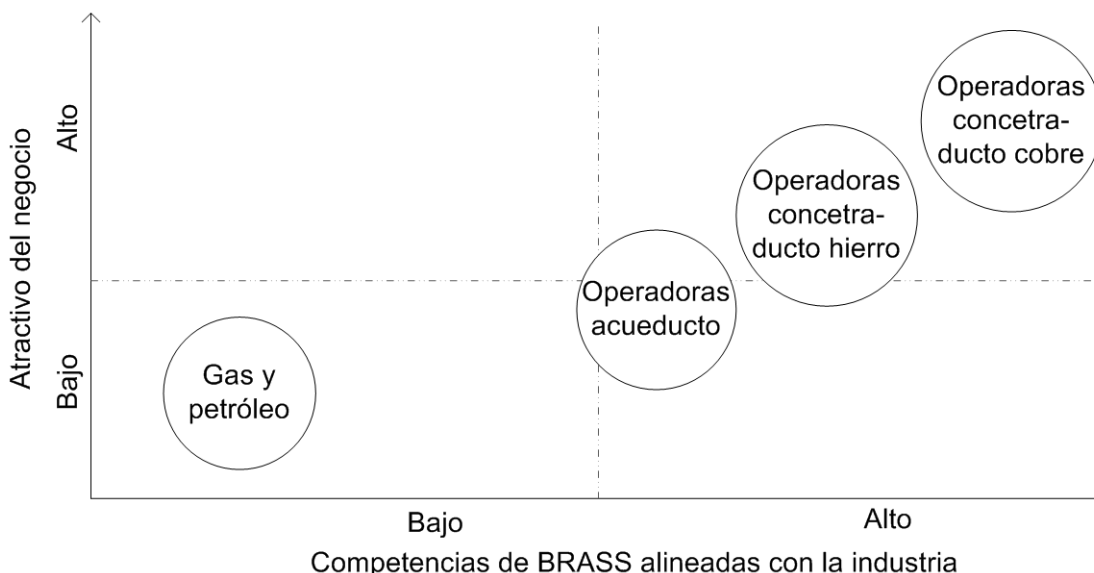 Atractivo del negocio
Alto
Bajo
Operadoras
concetra-
ducto cobre
Operadoras
concetra-
ducto hierro
Operadoras
acueducto
Gas y
petróleo
Bajo
Alto
Competencias de BRASS alineadas con la industria